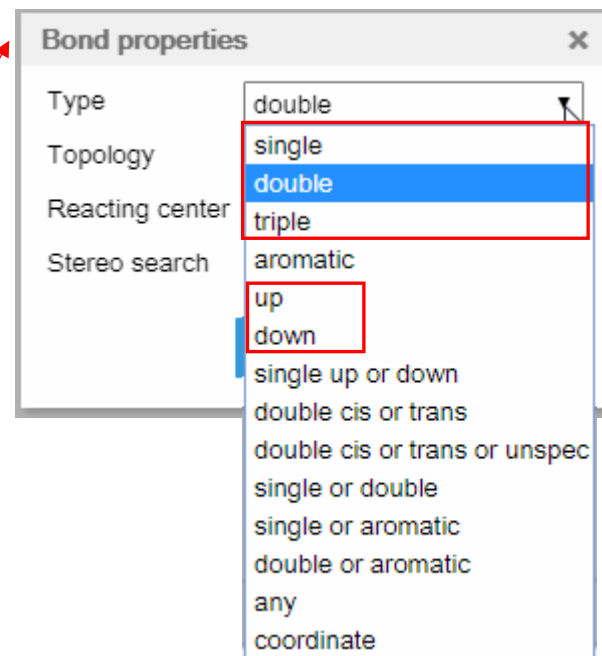 Bond properties ×
Type double
Topology
Reacting center
Stereo search
single
double
triple
aromatic
up
down
single up or down
double cis or trans
double cis or trans or unspec
single or double
single or aromatic
double or aromatic
any
coordinate